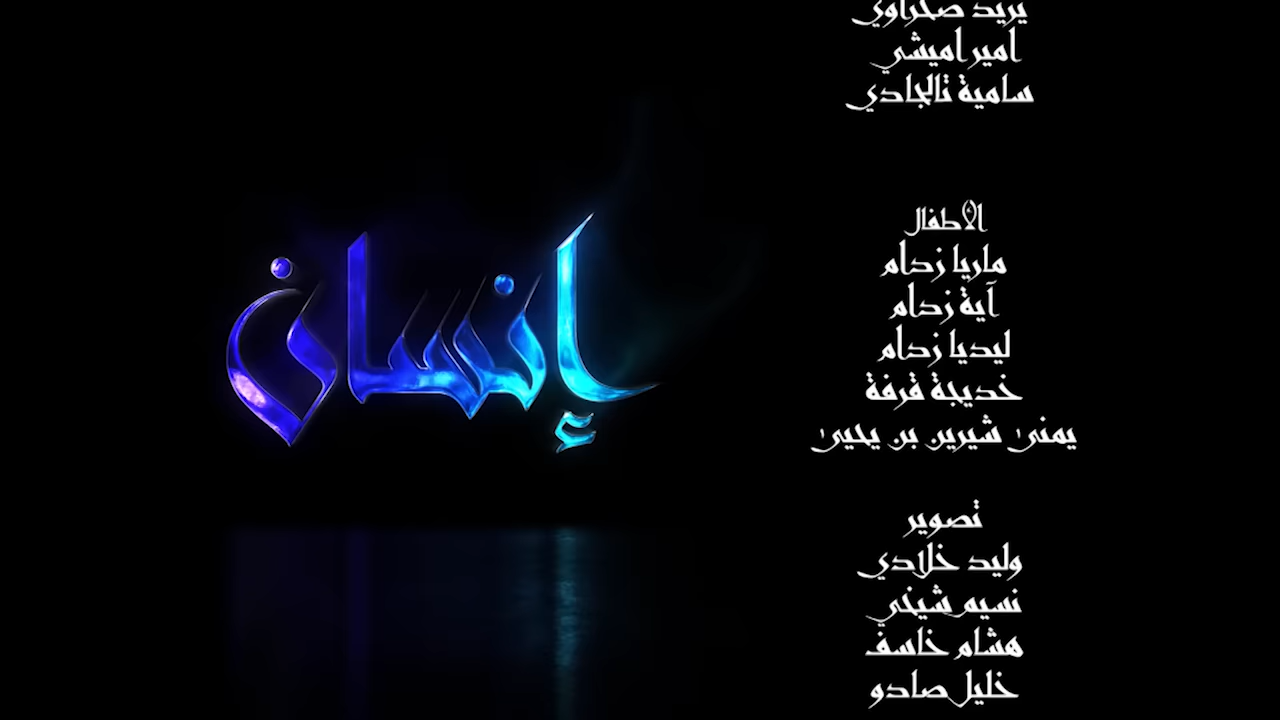 يزيد صحراوي
امير اميشي
سامية تالجادي
إنسان
الأطفال
ماريا زدام
آية زدام
ليديا زدام
خديجة قرفة
يمنى شيرين بن يحيى
تصوير
وليد خلادي
نسيم شيخي
هشام خاسف
خليل صادو